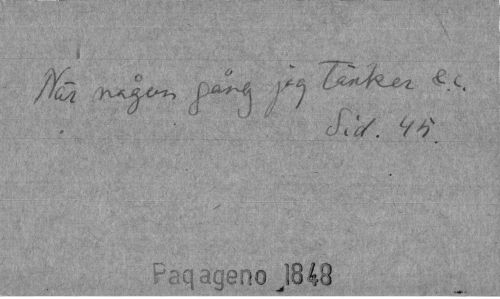 När någon gång jag tänker &.c.
Sid. 45.
Paqageno 1848